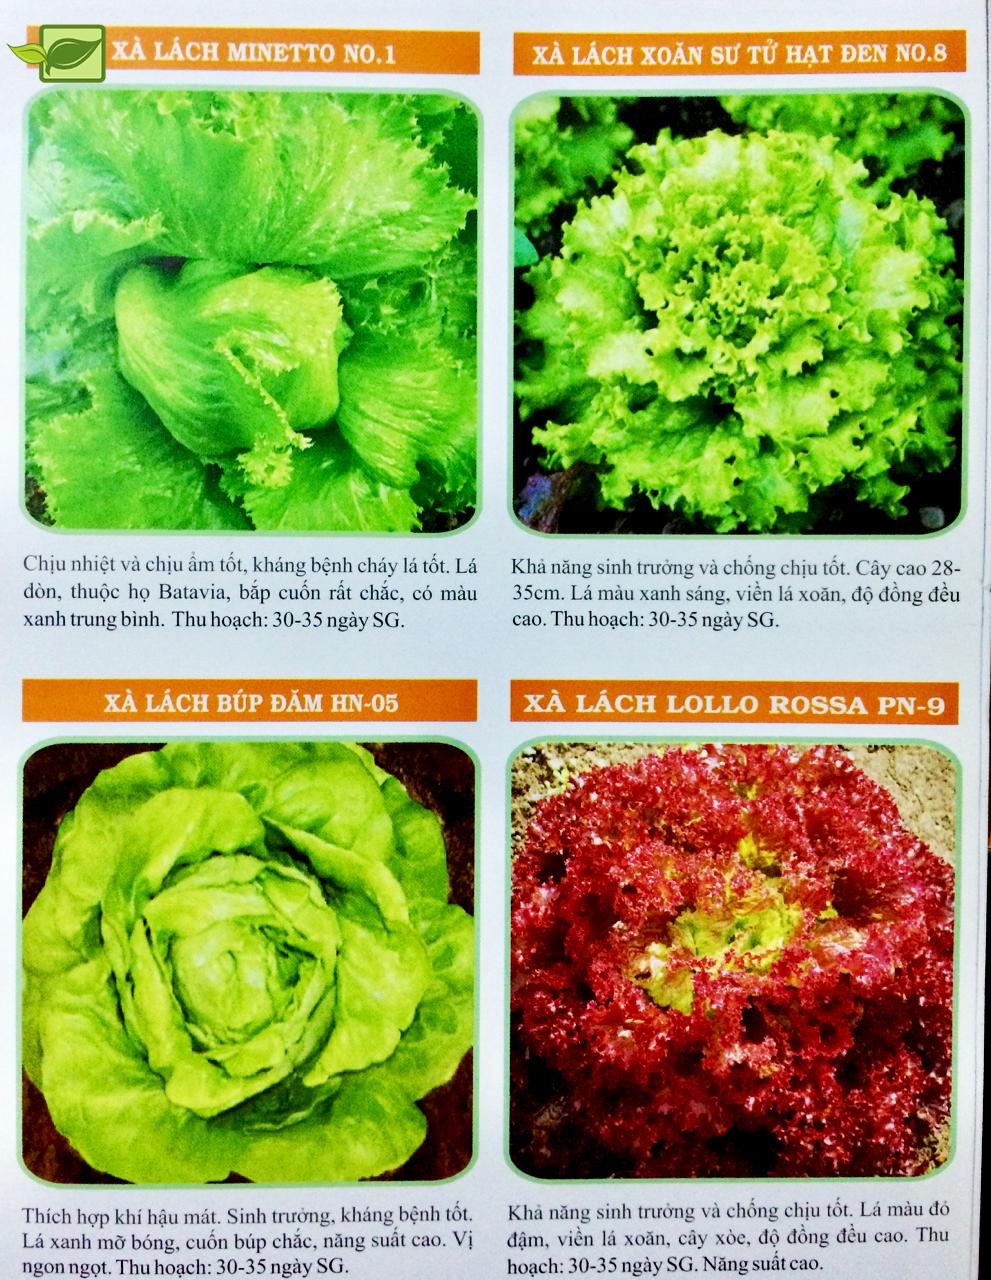 XÀ LÁCH MINETTO NO.1
XÀ LÁCH XOĂN SƯ TỬ HẠT ĐEN NO.8
Chịu nhiệt và chịu ẩm tốt, kháng bệnh cháy lá tốt. Lá
dòn, thuộc họ Batavia, bắp cuốn rất chắc, có màu
xanh trung bình. Thu hoạch: 30-35 ngày SG.
Khả năng sinh trưởng và chống chịu tốt. Cây cao 28-
35cm. Lá màu xanh sáng, viền lá xoăn, độ đồng đều
cao. Thu hoạch: 30-35 ngày SG.
XÀ LÁCH BÚP ĐĂM HN-05
XÀ LÁCH LOLLO ROSSA PN-9
Thích hợp khí hậu mát. Sinh trưởng, kháng bệnh tốt.
Lá xanh mỡ bóng, cuốn búp chắc, năng suất cao. Vị
ngon ngọt. Thu hoạch: 30-35 ngày SG.
Khả năng sinh trưởng và chống chịu tốt. Lá màu đỏ
đậm, viền lá xoăn, cây xòe, độ đồng đều cao. Thu
hoạch: 30-35 ngày SG. Năng suất cao.